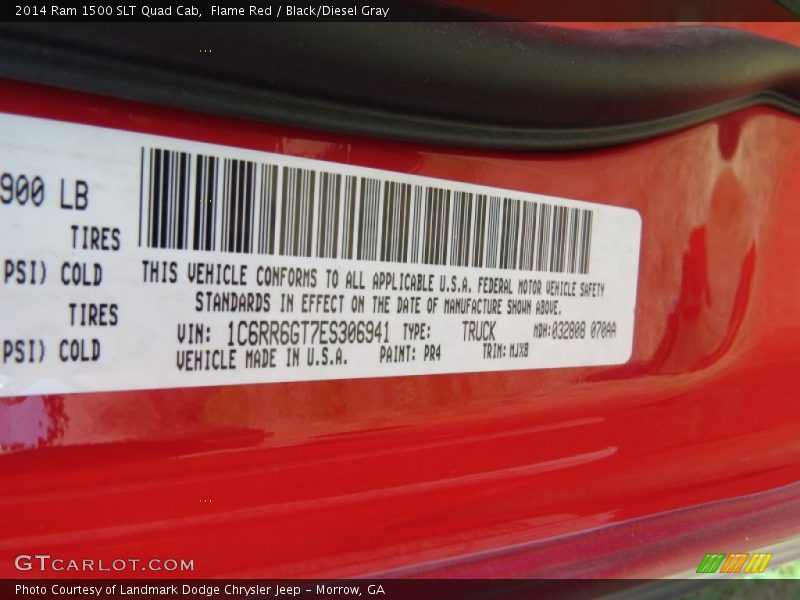 2014 Ram 1500 SLT Quad Cab,  Flame Red / Black/Diesel Gray
900 LB
TIRES
PSI) COLD
TIRES
PSI) COLD
THIS VEHICLE CONFORMS TO ALL APPLICABLE U.S.A. FEDERAL MOTOR VEHICLE SAFETY
STANDARDS IN EFFECT ON THE DATE OF MANUFACTURE SHOWN ABOVE.
VIN: 1C6RR6GT7ES306941 TYPE: TRUCK MDH:032808 070AA
VEHICLE MADE IN U.S.A. PAINT: PR4 TRIM: MJX8
GTCARLOT.COM
Photo Courtesy of Landmark Dodge Chrysler Jeep - Morrow, GA